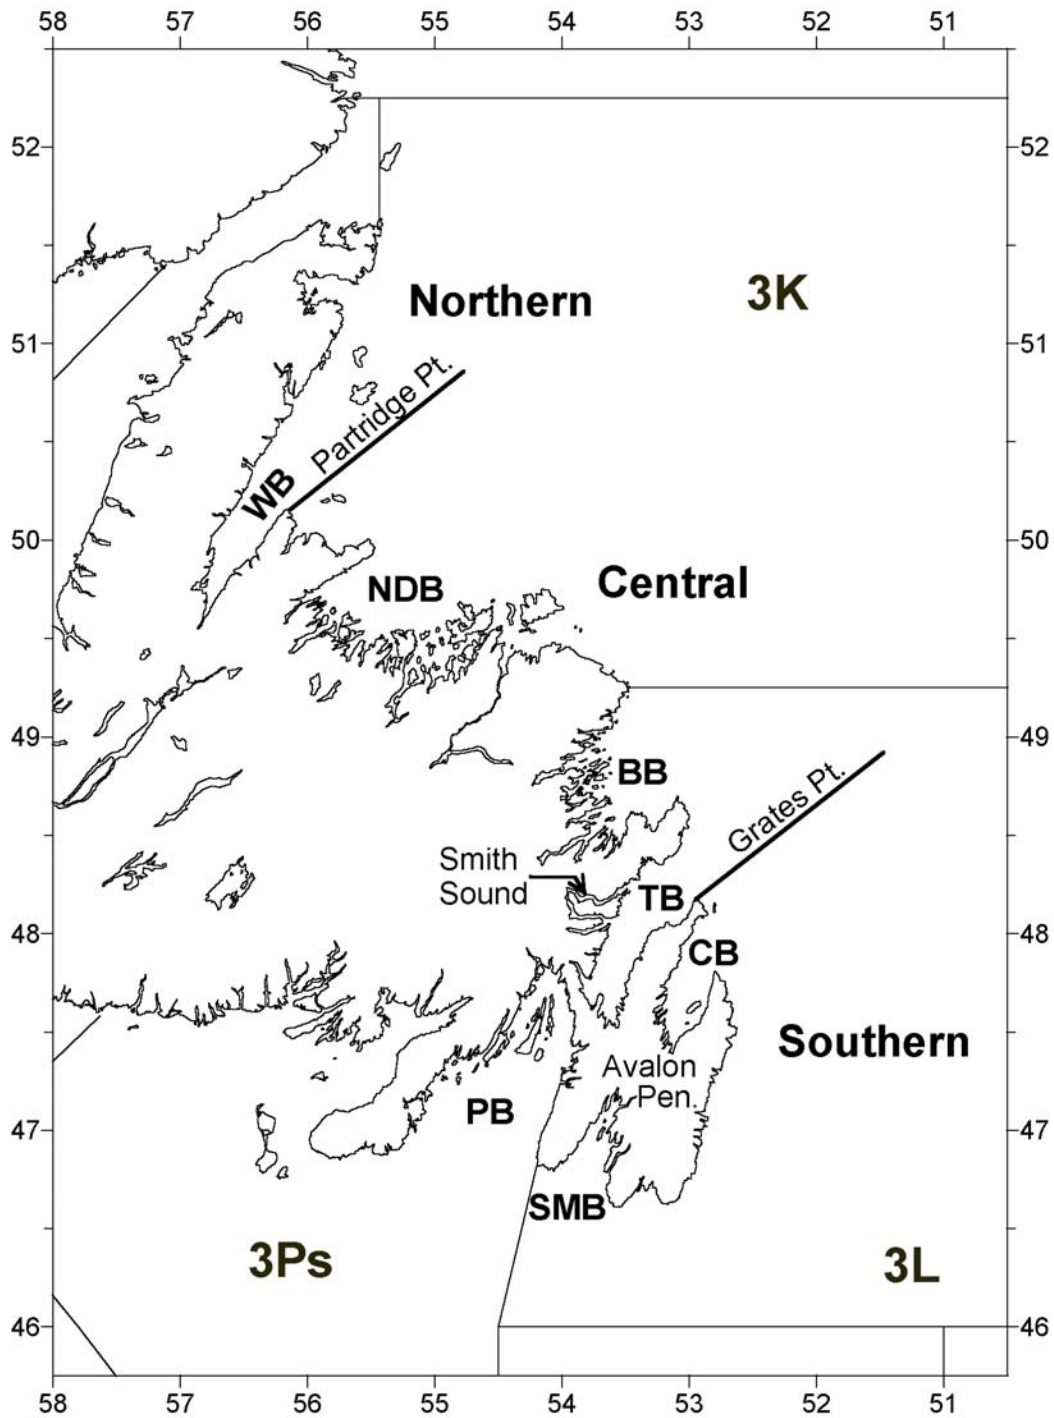 58 57 56 55 54 53 52 51
52 52
Northern 3K
51 51
Partridge Pt.
WB
50 50
NDB Central
49 49
BB Grates Pt.
Smith
Sound
TB
48 48
CB
Southern
Avalon
Pen.
PB
47 47
SMB
3Ps 3L
46 46
58 57 56 55 54 53 52 51